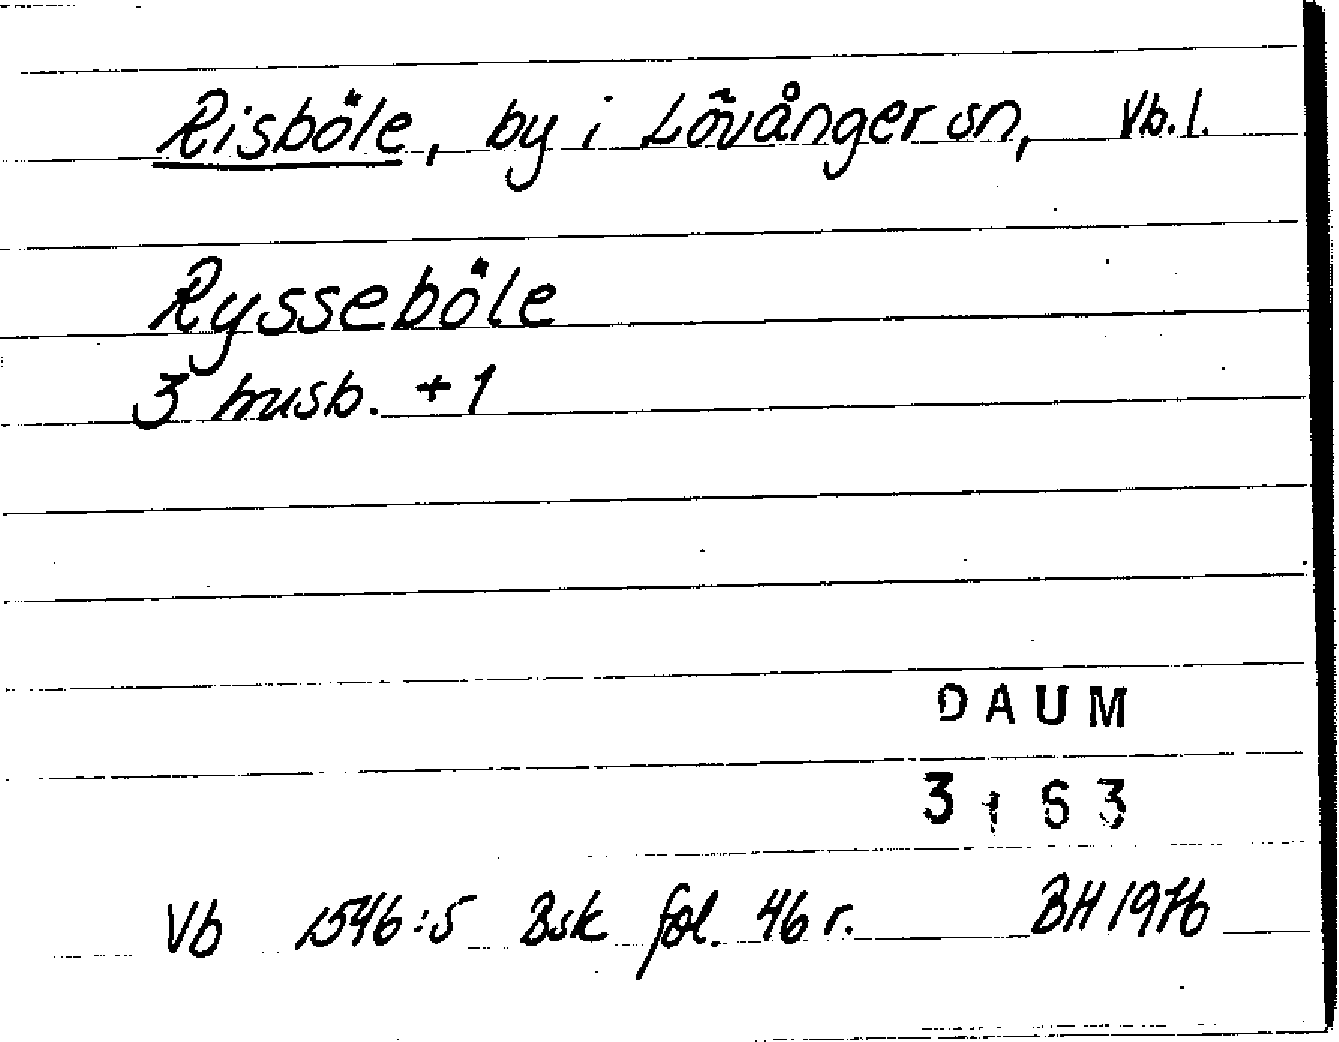 Risböle, by i Lövånger sn, Vb.l.
Rysseböle
3 husb. + 1
DAUM
3 1 63
Vb 1546:5 Bsk fol. 46 r. BH 1976